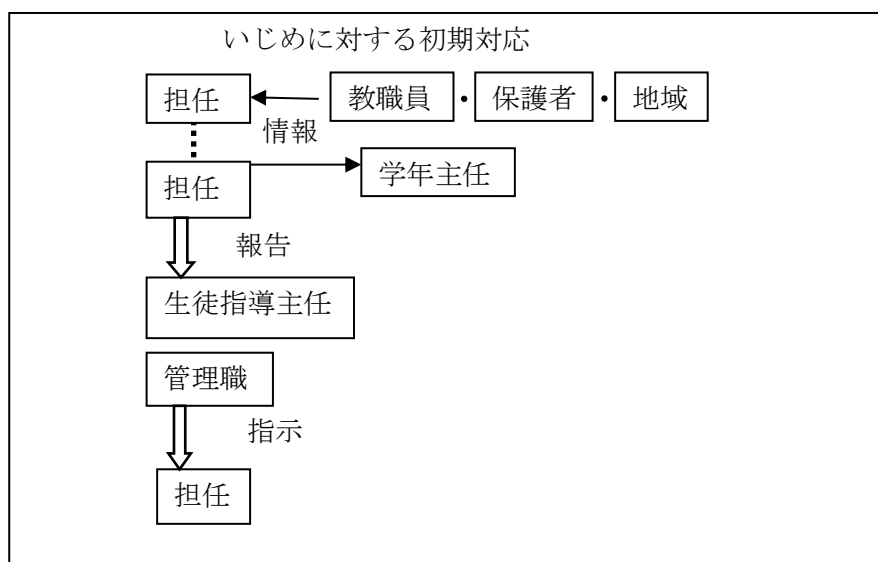 いじめに対する初期対応
担任 教職員・保護者・地域
情報
担任 学年主任
報告
生徒指導主任
管理職
指示
担任